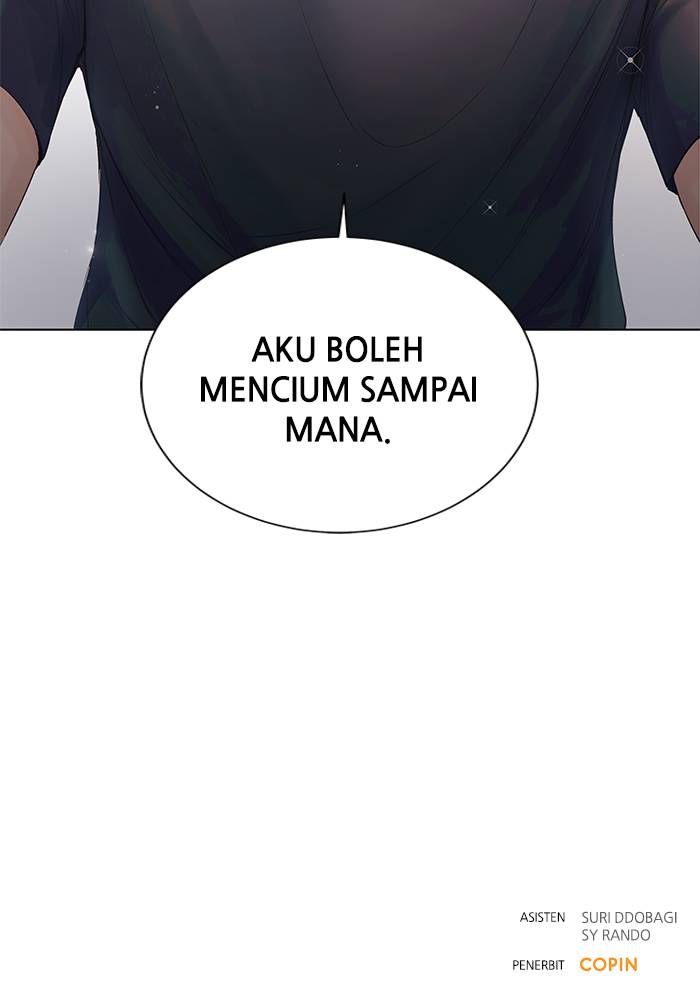 AKU BOLEH
MENCIUM SAMPAI
MANA.
ASISTEN SURI DDOBAGI
SY RANDO
PENERBIT COPIN